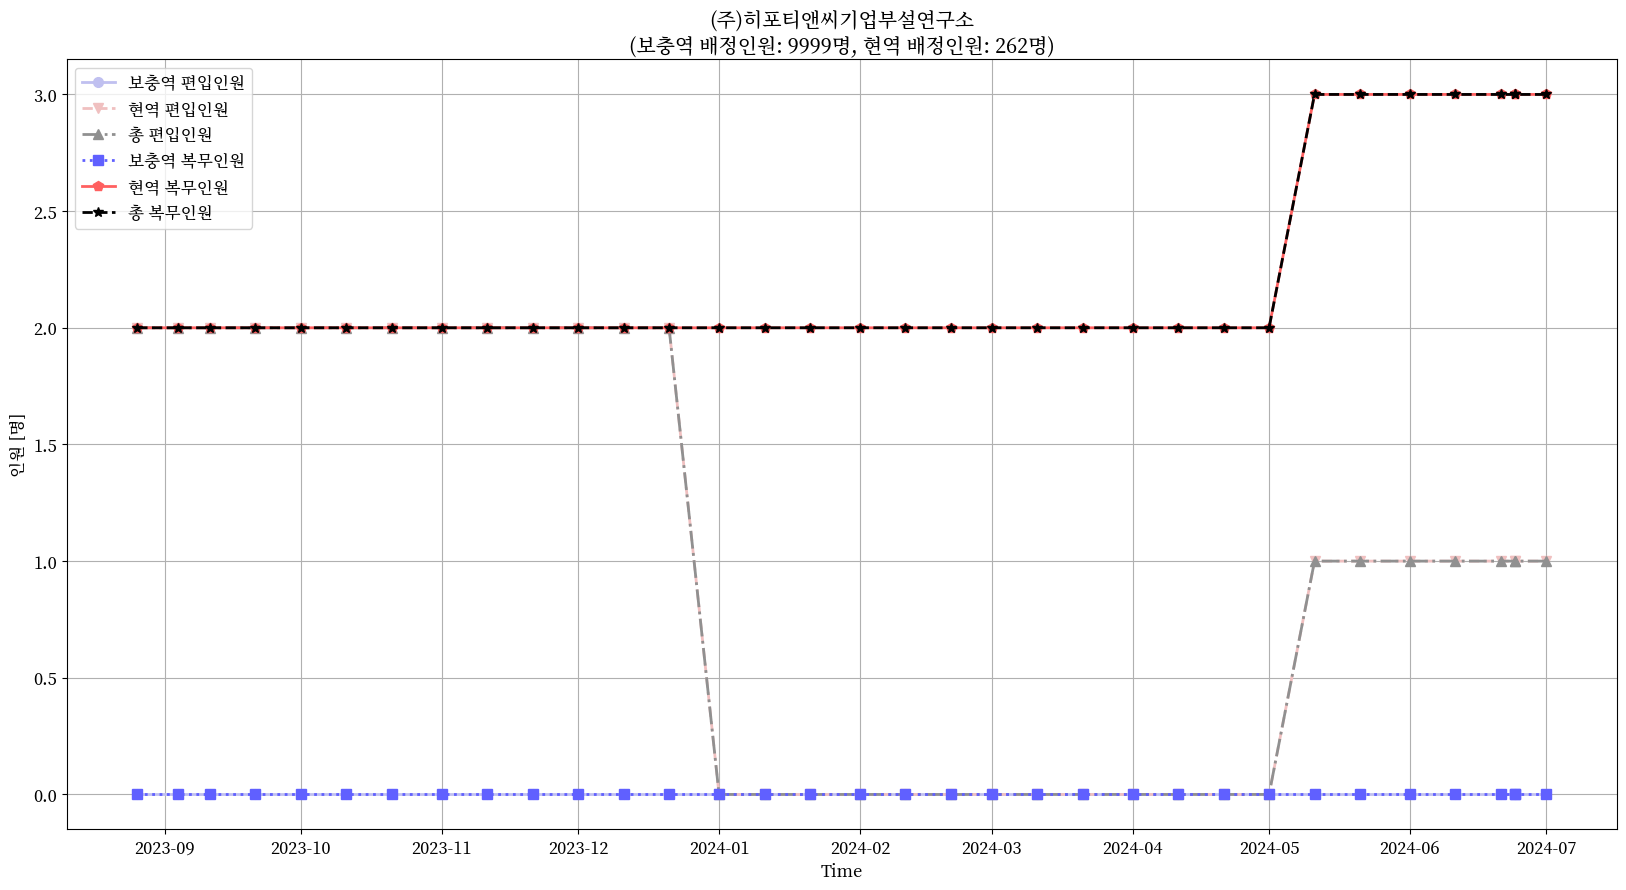 (주)히포티앤씨기업부설연구소
(보충역 배정인원: 9999명, 현역 배정인원: 262명)
보충역 편입인원
현역 편입인원
총 편입인원
보충역 복무인원
현역 복무인원
총 복무인원
3.0
2.5
2.0
1.5
1.0
0.5
0.0
인원 [명]
2023-09 2023-10 2023-11 2023-12 2024-01 2024-02 2024-03 2024-04 2024-05 2024-06 2024-07
Time